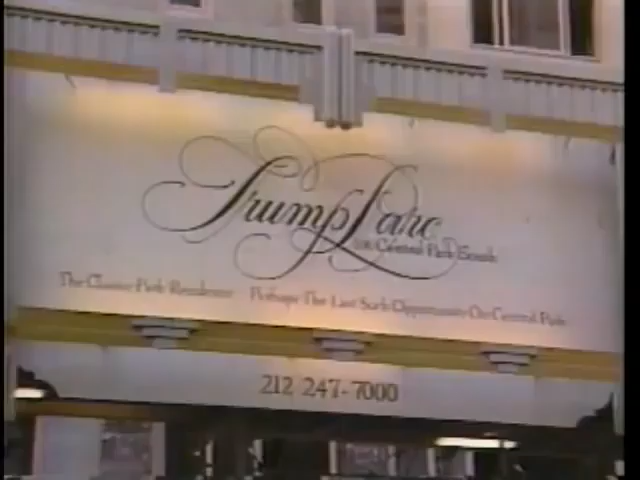 Trump Parc
106 Central Park South
The Classic Park Residence Perhaps The Last Such Opportunity On Central Park
212 247-7000